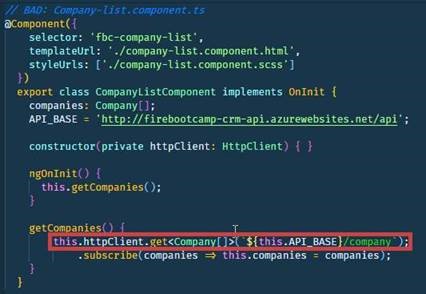 // BAD: Company-list.component.ts
@Component({
selector: 'fbc-company-list',
templateUrl: './company-list.component.html',
styleUrls: ['./company-list.component.scss']
})
export class CompanyListComponent implements OnInit {
companies: Company[];
API_BASE = 'http://firebootcamp-crm-api.azurewebsites.net/api';
constructor(private httpClient: HttpClient) { }
ngOnInit() {
this.getCompanies();
}
getCompanies() {
this.httpClient.get<Company[]>(`${this.API_BASE}/company`);
.subscribe(companies => this.companies = companies);
}
}